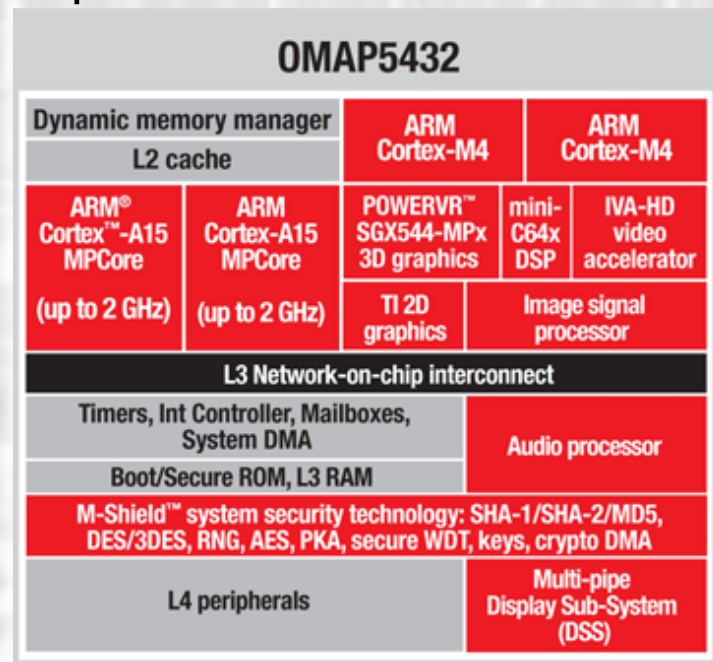 OMAP5432
Dynamic memory manager
L2 cache
ARM
Cortex-M4
ARM
Cortex-M4
ARM®
Cortex™-A15
MPCore
(up to 2 GHz)
ARM
Cortex-A15
MPCore
(up to 2 GHz)
POWERVR™
SGX544-MPx
3D graphics
mini-
C64x
DSP
IVA-HD
video
accelerator
TI 2D
graphics
Image signal
processor
L3 Network-on-chip interconnect
Timers, Int Controller, Mailboxes,
System DMA
Boot/Secure ROM, L3 RAM
Audio processor
M-Shield™ system security technology: SHA-1/SHA-2/MD5,
DES/3DES, RNG, AES, PKA, secure WDT, keys, crypto DMA
L4 peripherals
Multi-pipe
Display Sub-System
(DSS)